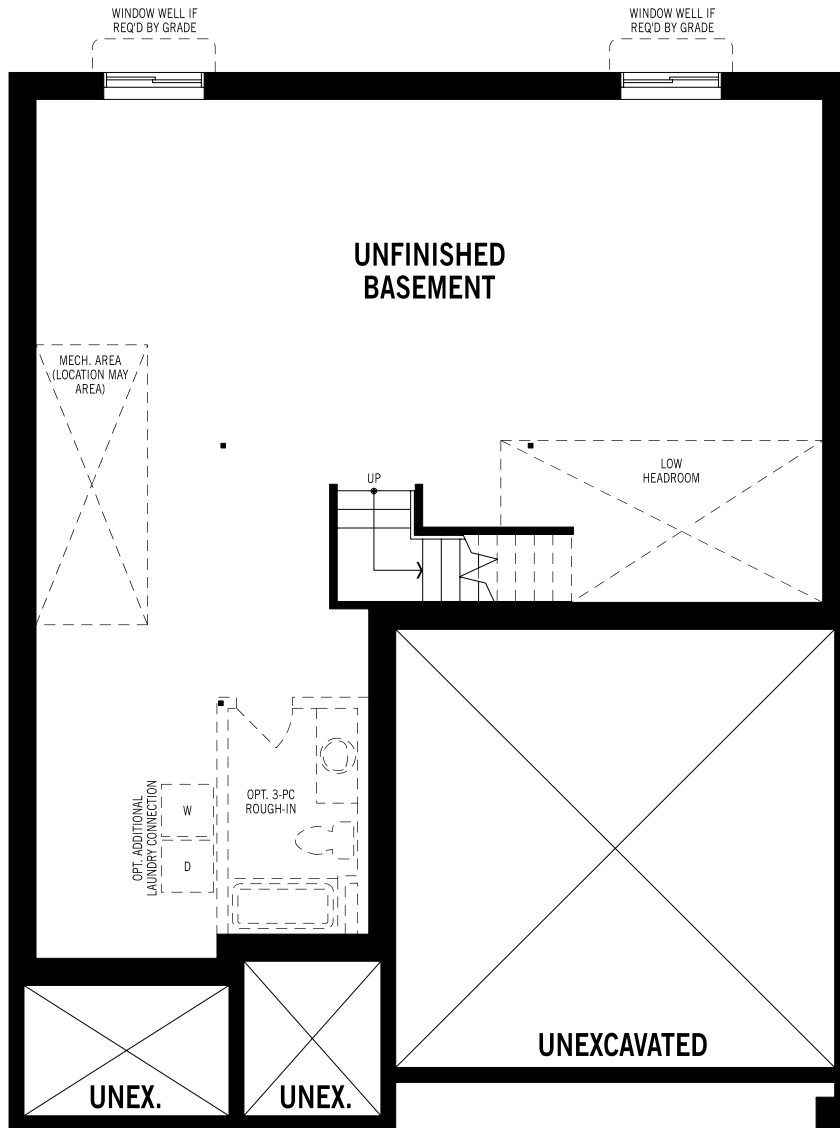 WINDOW WELL IF
REQ'D BY GRADE
WINDOW WELL IF
REQ'D BY GRADE
UNFINISHED
BASEMENT
MECH. AREA
(LOCATION MAY
AREA)
LOW
HEADROOM
UP
OPT. 3-PC
ROUGH-IN
OPT. ADDITIONAL
LAUNDRY CONNECTION
W
D
UNEXCAVATED
UNEX.
UNEX.